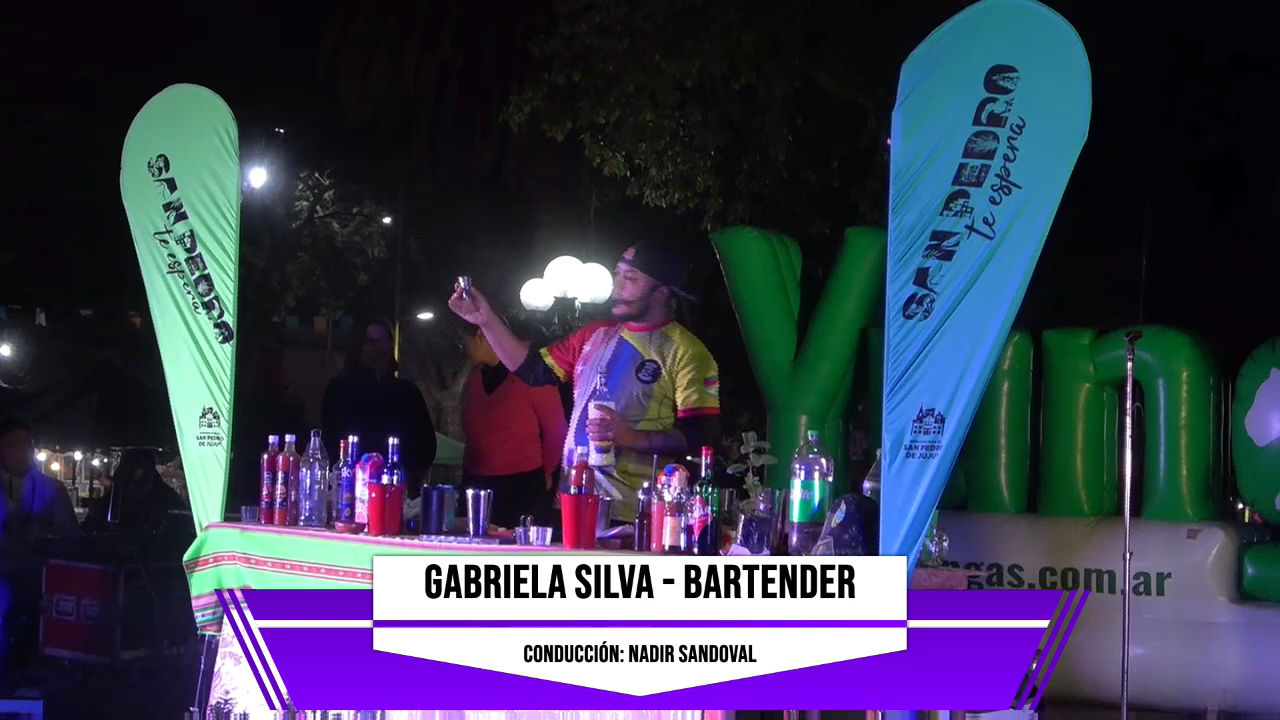 SAN PEDRO
te espera
SAN PEDRO
DE JUJUY
SAN PEDRO
te espera
SAN PEDRO
DE JUJUY
yun
gas.com.ar
GABRIELA SILVA - BARTENDER
CONDUCCIÓN: NADIR SANDOVAL